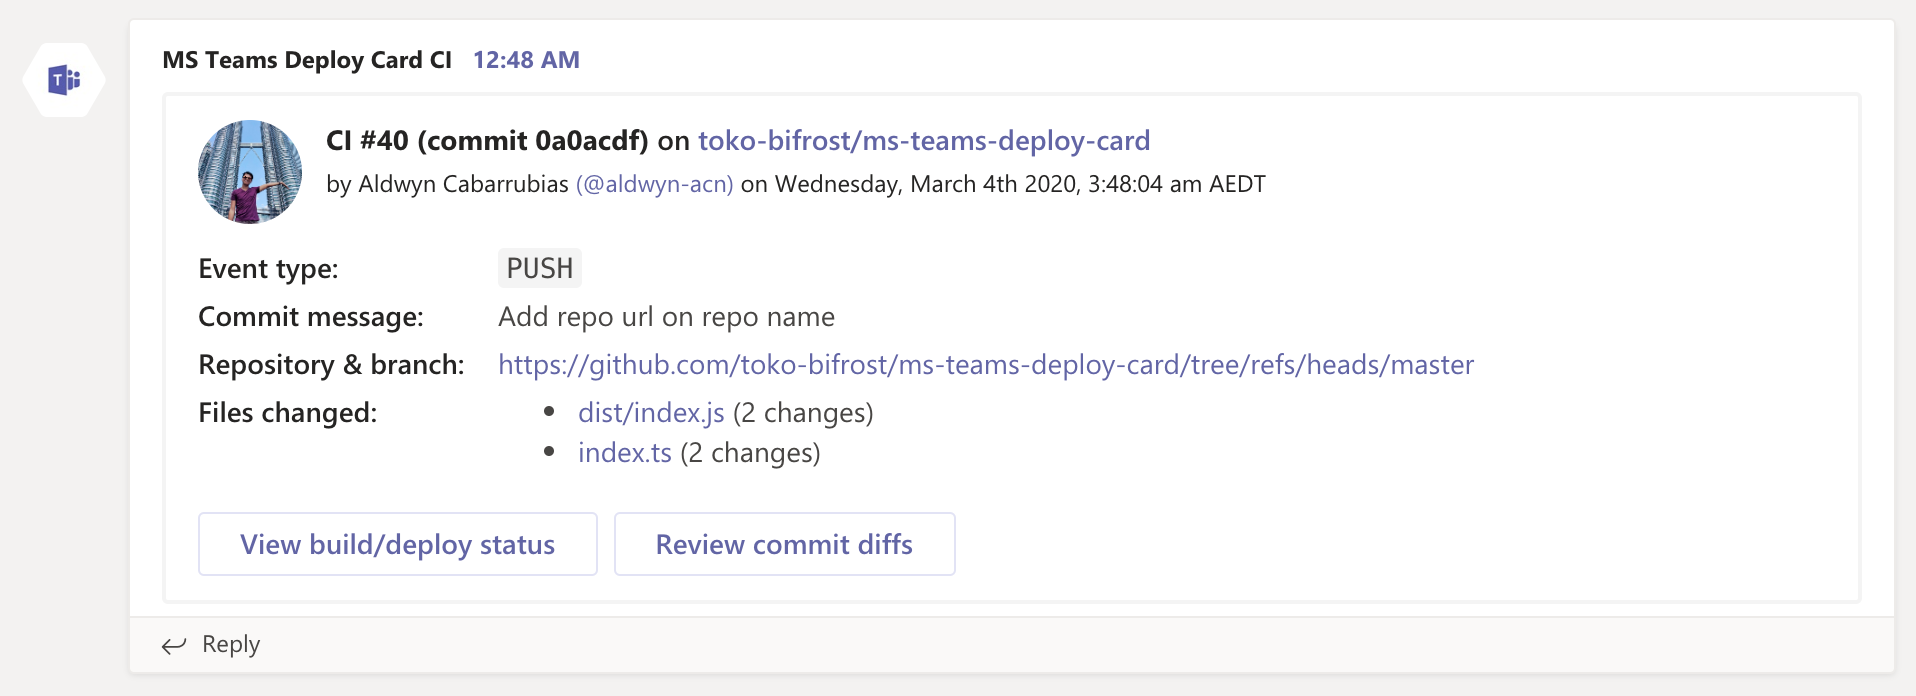 MS Teams Deploy Card CI 12:48 AM
T
CI #40 (commit 0a0acdf) on toko-bifrost/ms-teams-deploy-card
by Aldwyn Cabarrubias (@aldwyn-acn) on Wednesday, March 4th 2020, 3:48:04 am AEDT
Event type: PUSH
Commit message: Add repo url on repo name
Repository & branch: https://github.com/toko-bifrost/ms-teams-deploy-card/tree/refs/heads/master
Files changed: • dist/index.js (2 changes)
• index.ts (2 changes)
View build/deploy status Review commit diffs
Reply